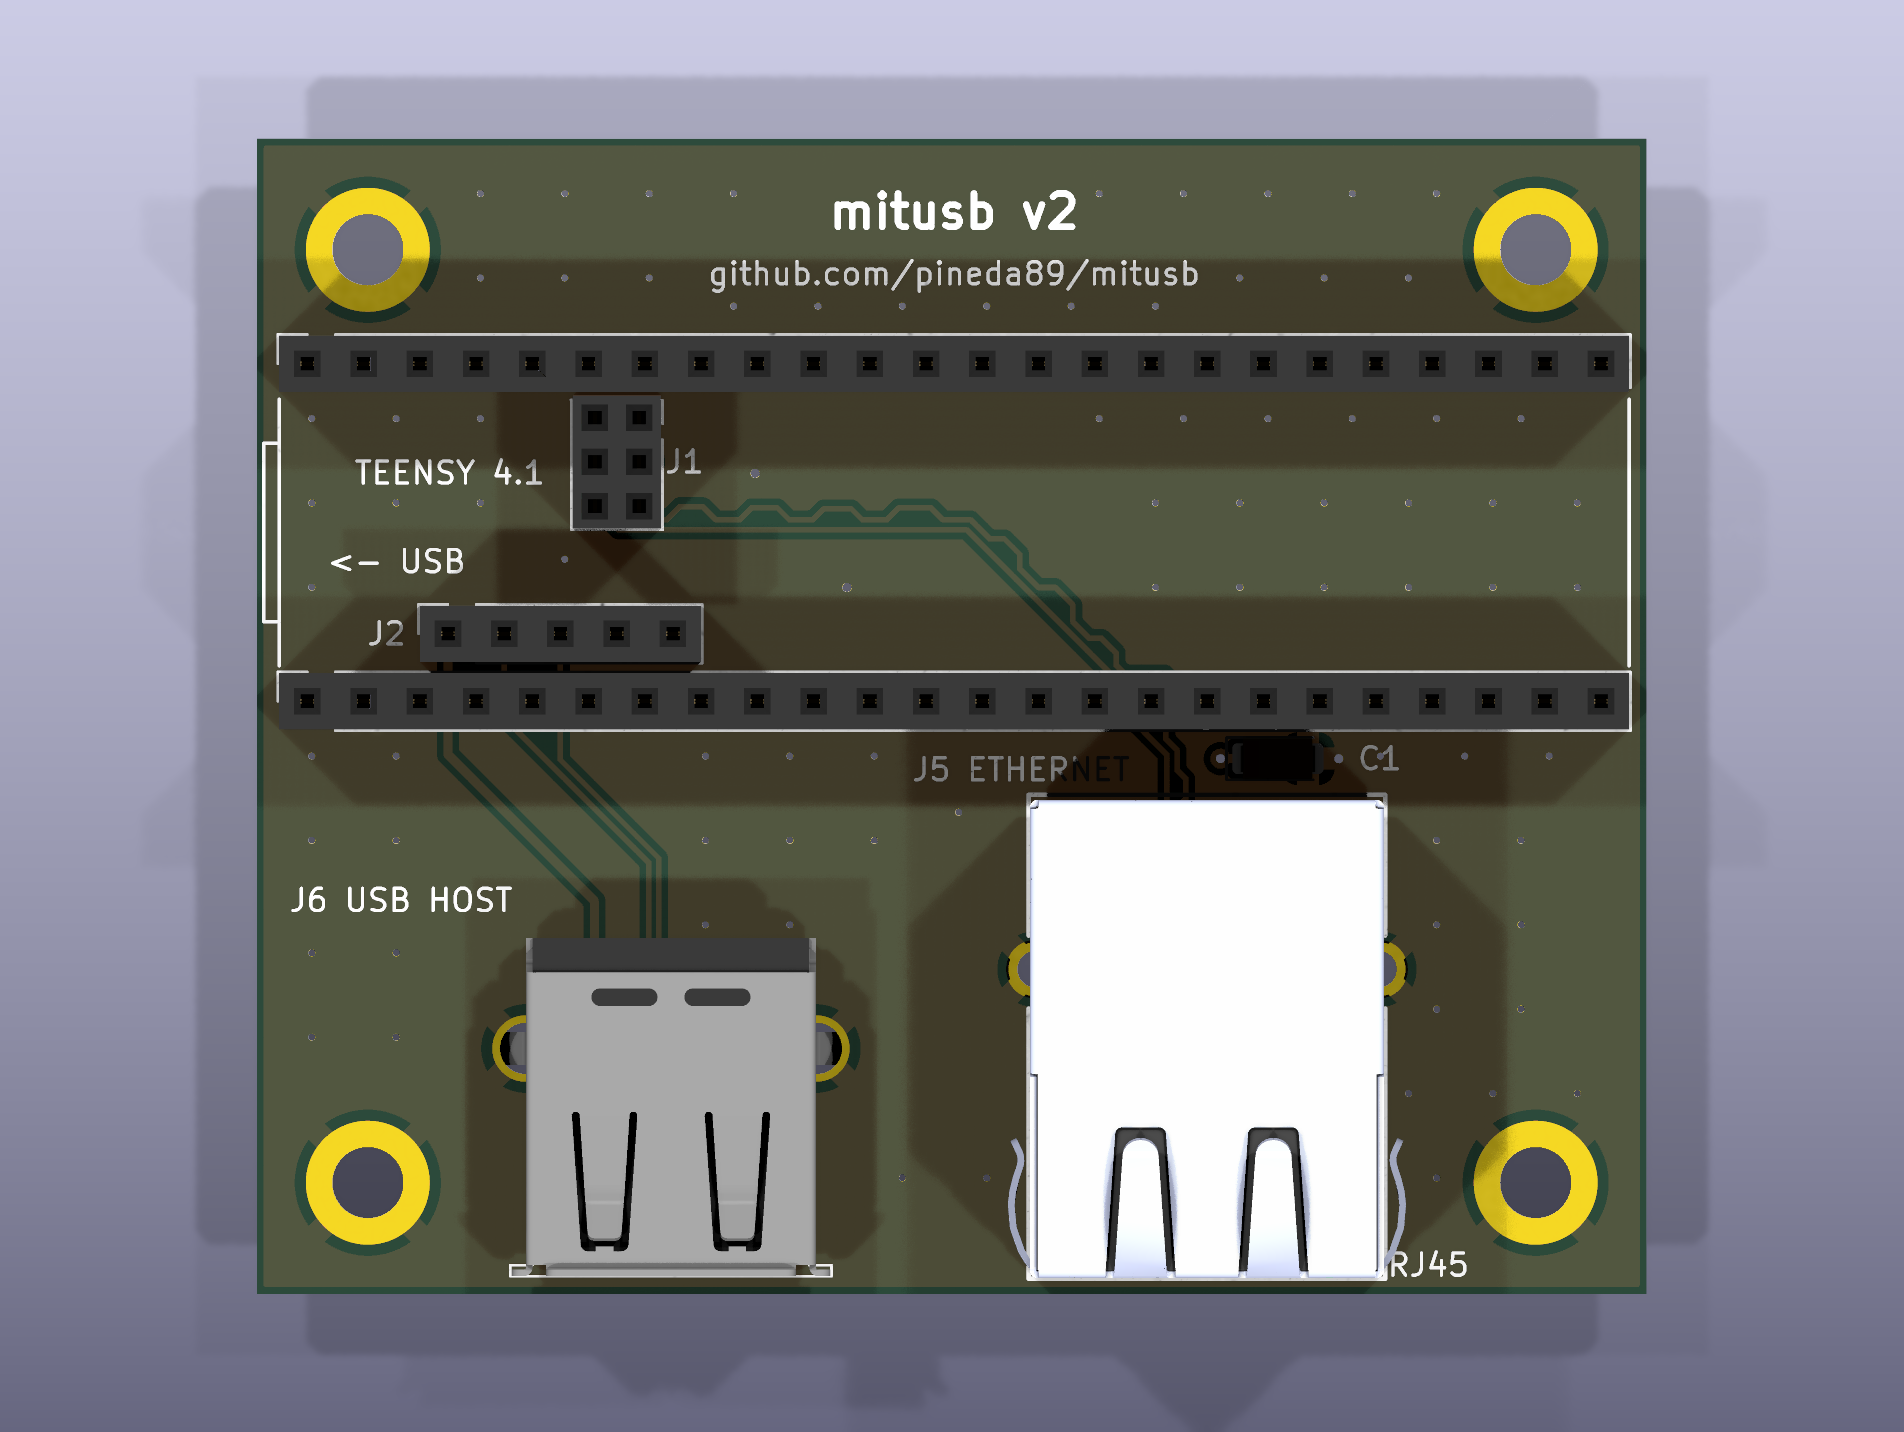 mitusb v2
github.com/pineda89/mitusb
J1
TEENSY 4.1
<- USB
J2
J5 ETHERNET
C1
J6 USB HOST
RJ45